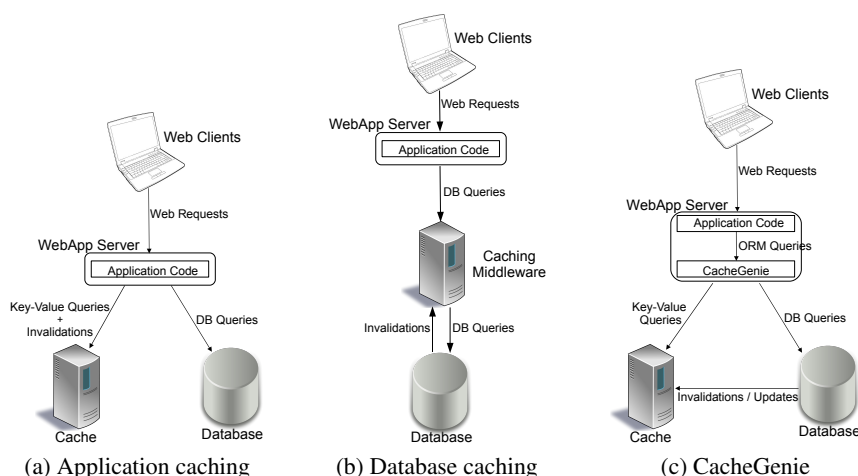 Web Clients
Web Requests
WebApp Server
Application Code
Key-Value Queries
+
Invalidations
DB Queries
Cache
Database
(a) Application caching
Web Clients
Web Requests
WebApp Server
Application Code
DB Queries
Caching
Middleware
Invalidations
DB Queries
Database
(b) Database caching
Web Clients
Web Requests
WebApp Server
Application Code
ORM Queries
CacheGenie
Key-Value
Queries
DB Queries
Invalidations / Updates
Cache
Database
(c) CacheGenie